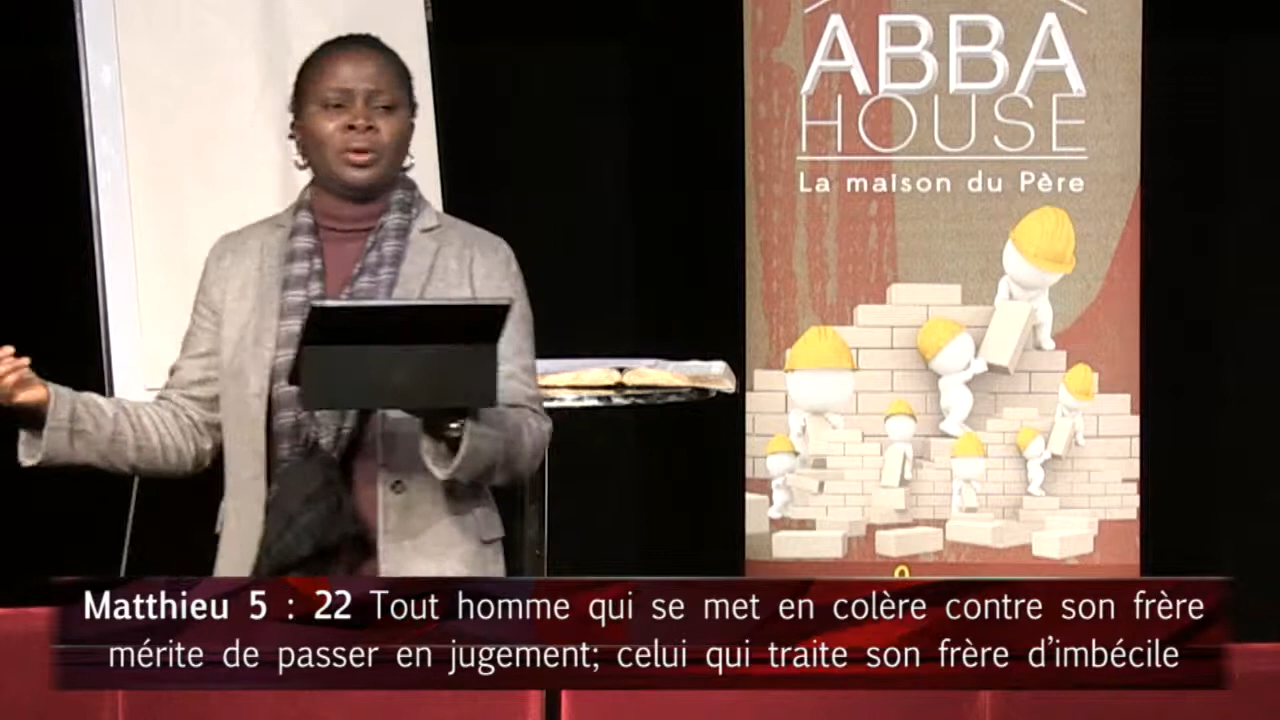 ABBA
HOUSE
La maison du Père
Matthieu 5 : 22 Tout homme qui se met en colère contre son frère
mérite de passer en jugement; celui qui traite son frère d'imbécile